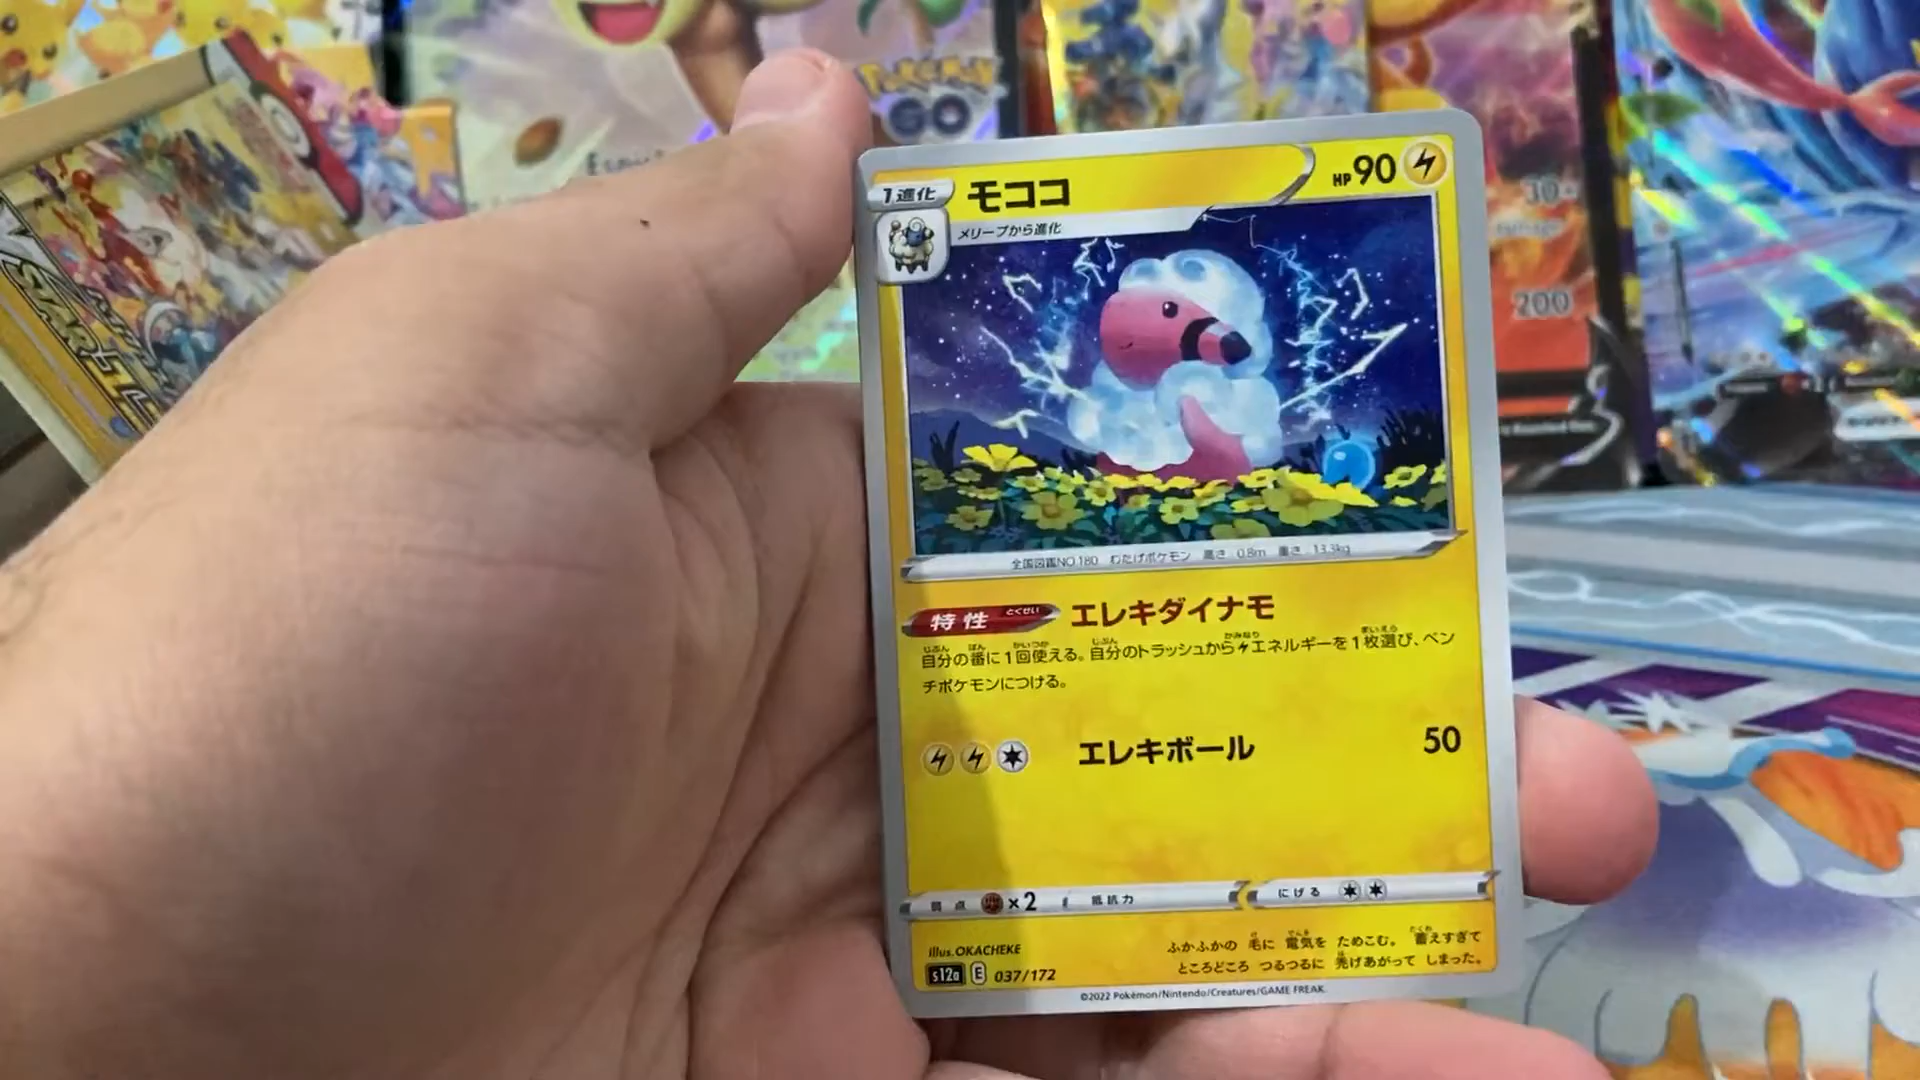 Pokémon
GO
30+
200
1進化
モココ
HP 90
メリープから進化
全国図鑑NO.180 わたげポケモン 高さ 0.8m 重さ 13.3kg
特性 とくせい エレキダイナモ
自分の番に1回使える。自分のトラッシュからエネルギーを1枚選び、ベン
チポケモンにつける。
エレキボール 50
弱点 ×2 抵抗力 にげる
illus. OKACHEKE
ふかふかの 毛に 電気を ためこむ。 蓄えすぎて
ところどころ つるつるに 禿げあがって しまった。
s12a E 037/172
©2022 Pokémon/Nintendo/Creatures/GAME FREAK.